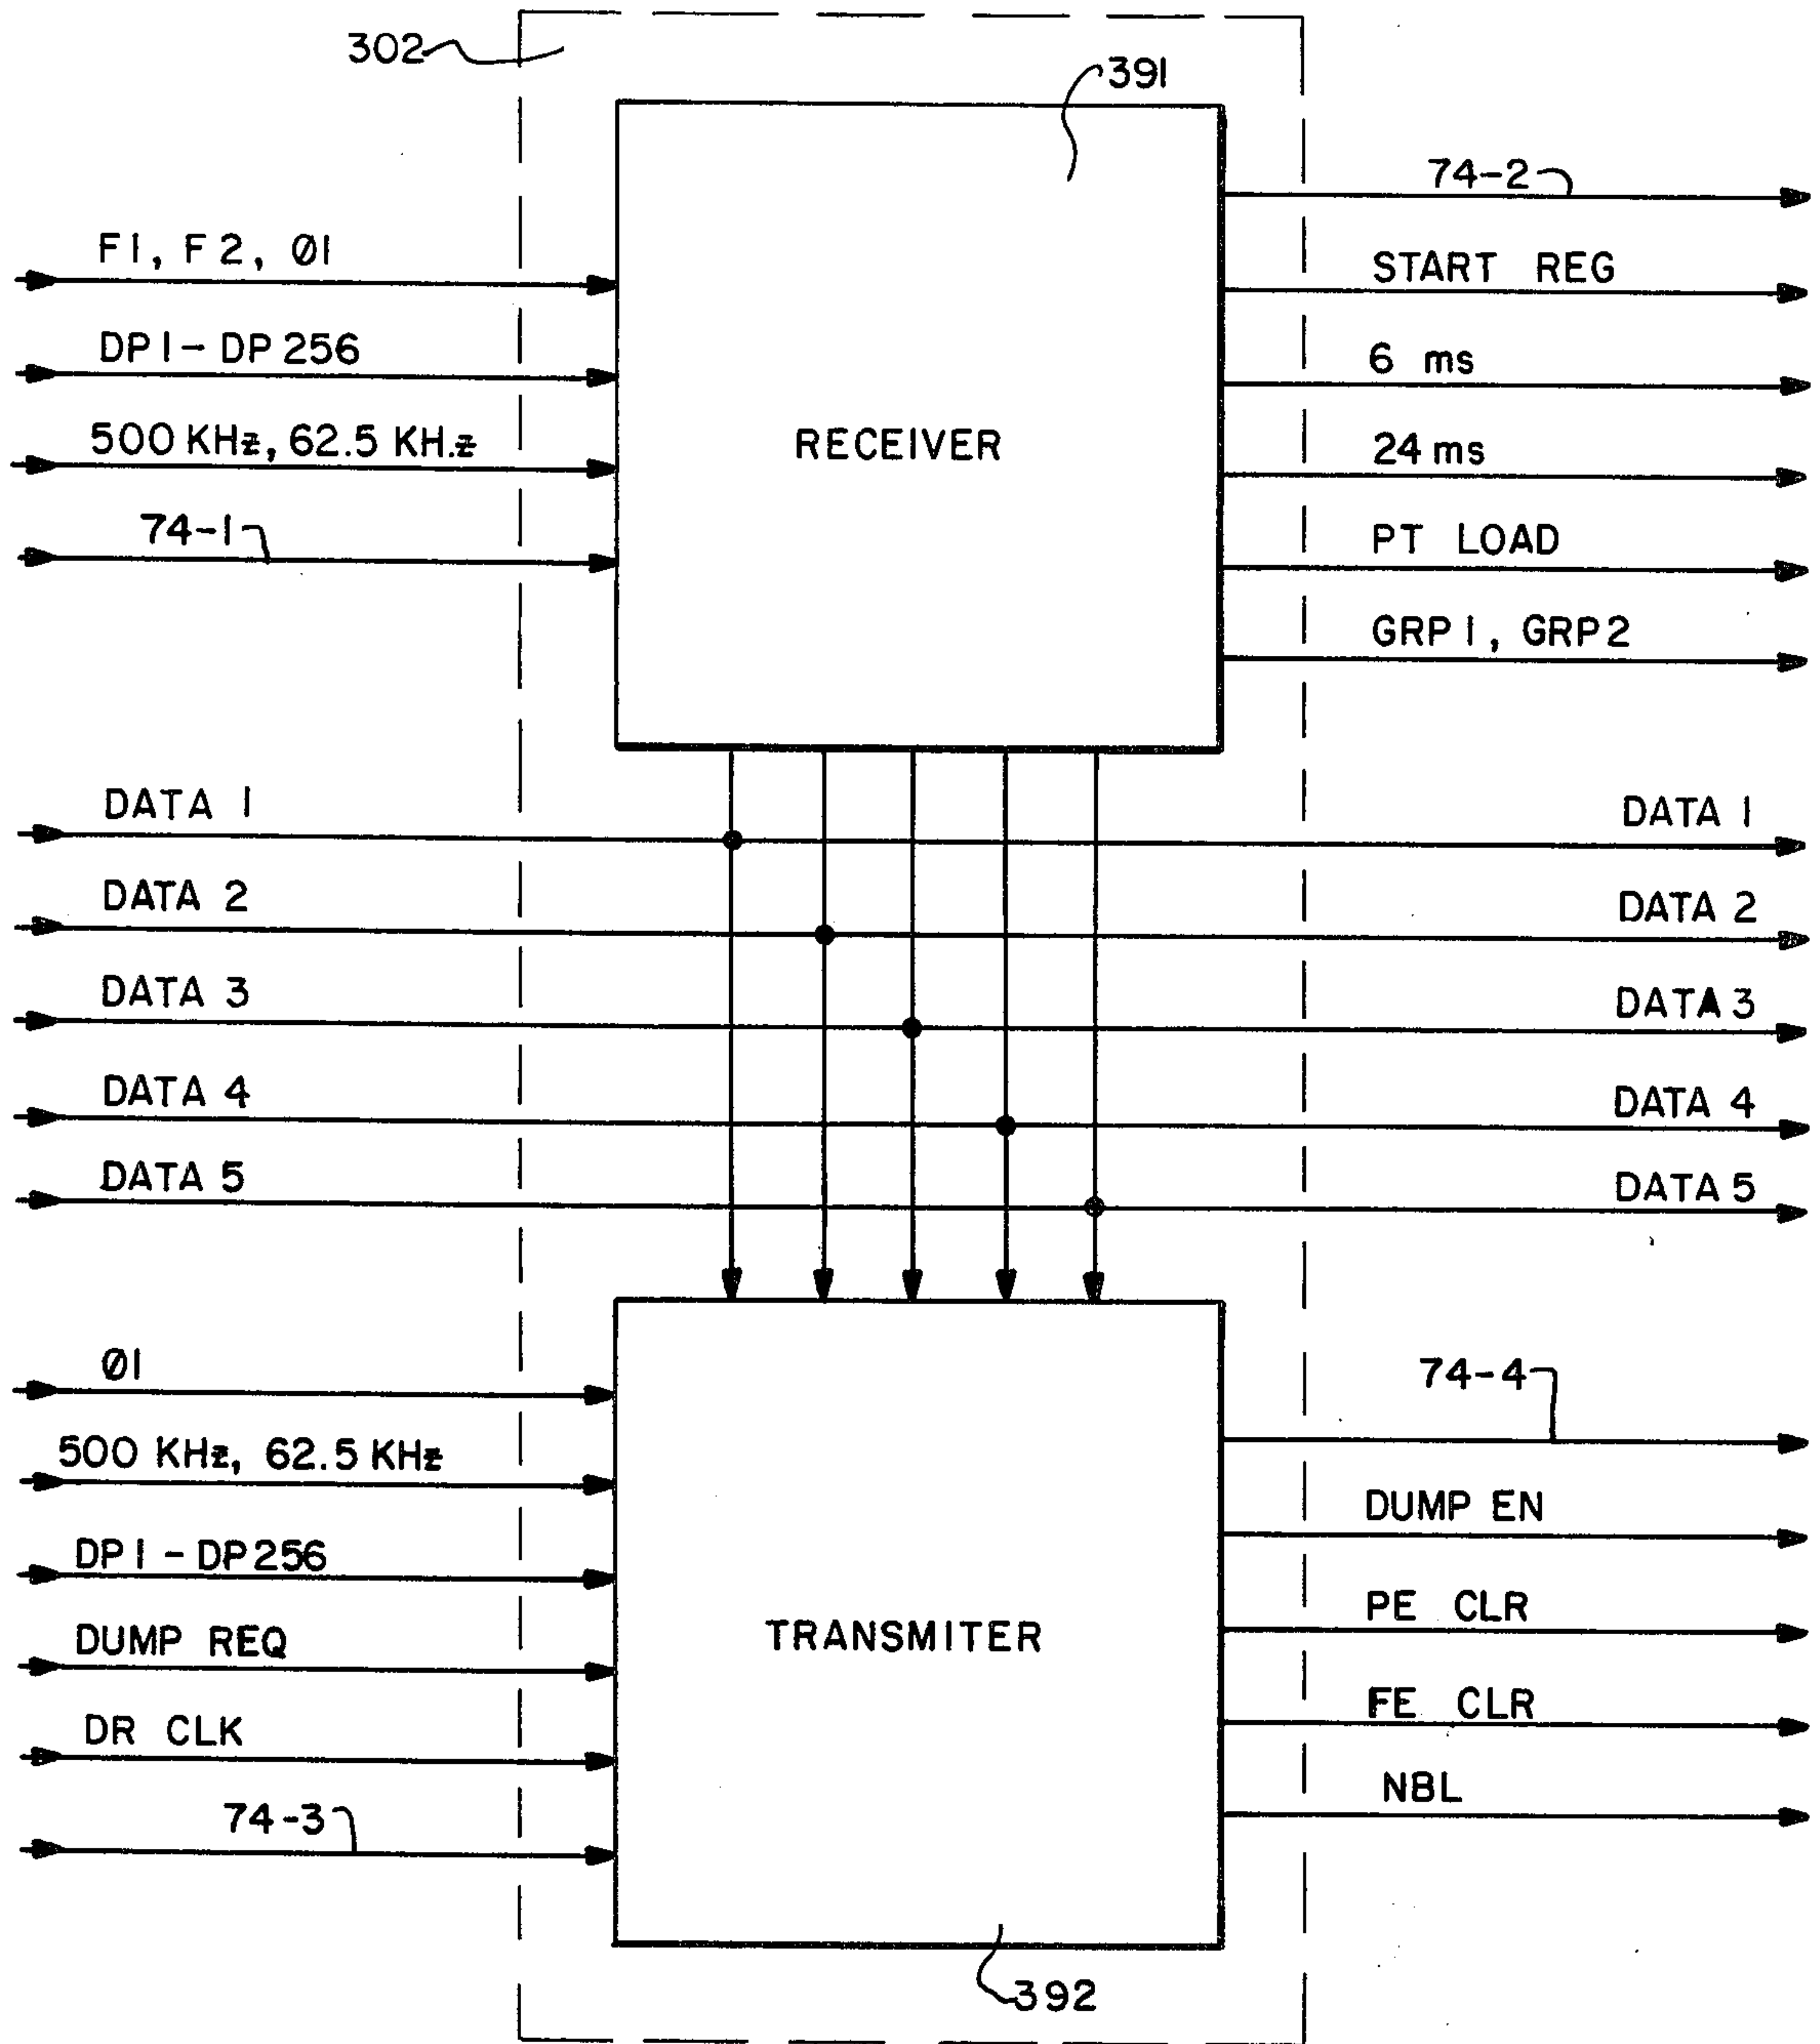 302
391
74-2
F1, F2, Ø1
START REG
DP1-DP256
6 ms
500 KHz, 62.5 KH.z
RECEIVER
24 ms
74-1
PT LOAD
GRP1, GRP2
DATA 1
DATA 1
DATA 2
DATA 2
DATA 3
DATA 3
DATA 4
DATA 4
DATA 5
DATA 5
Ø1
74-4
500 KHz, 62.5 KHz
DUMP EN
DP1-DP256
PE CLR
DUMP REQ
TRANSMITER
FE CLR
DR CLK
NBL
74-3
392